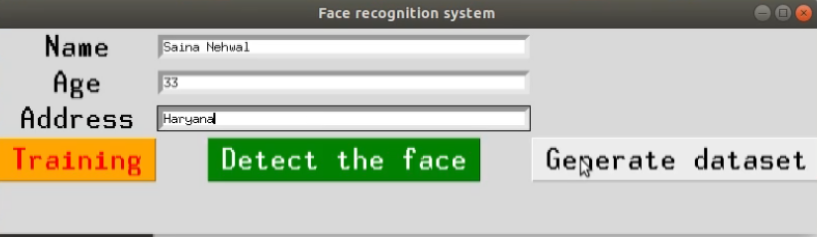 Face recognition system
Name Saina Nehwal
Age 33
Address Haryana
Training Detect the face Generate dataset